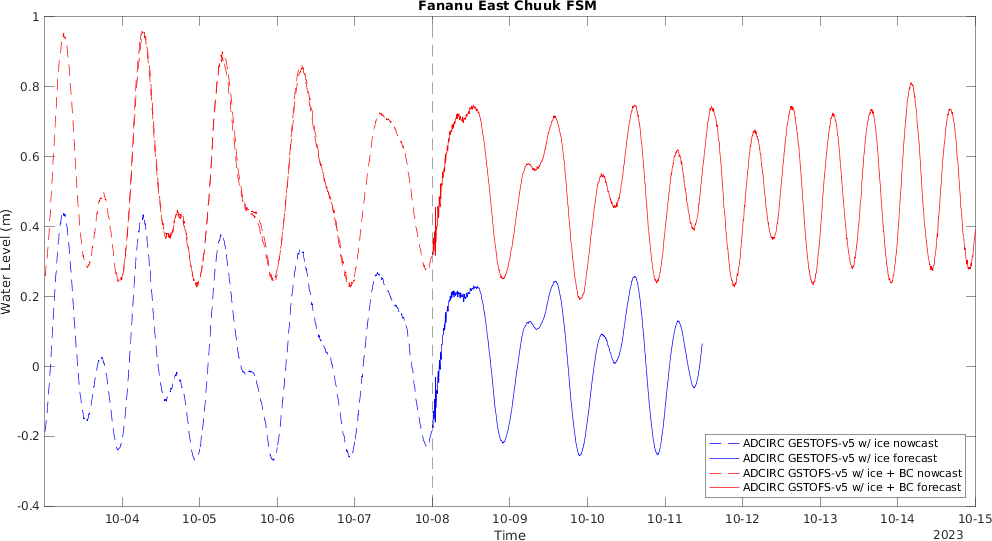 Fananu East Chuuk FSM
Water Level (m)
1
0.8
0.6
0.4
0.2
0
-0.2
-0.4
ADCIRC GESTOFS-v5 w/ ice nowcast
ADCIRC GESTOFS-v5 w/ ice forecast
ADCIRC GSTOFS-v5 w/ ice + BC nowcast
ADCIRC GSTOFS-v5 w/ ice + BC forecast
10-04 10-05 10-06 10-07 10-08 10-09 10-10 10-11 10-12 10-13 10-14 10-15
Time
2023